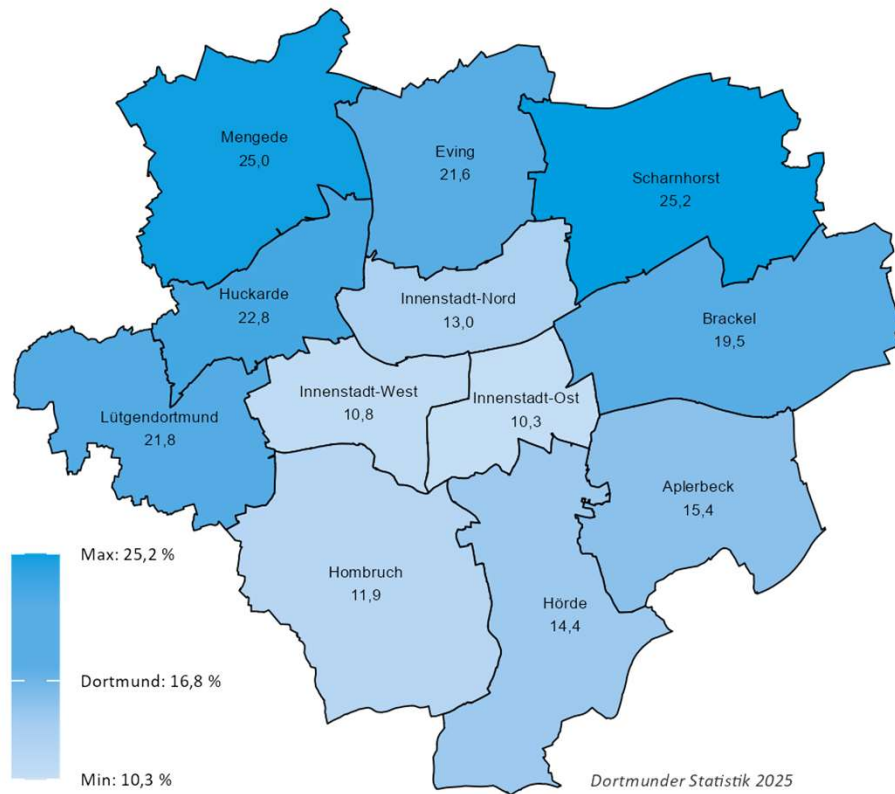 Mengede
25,0
Eving
21,6
Scharnhorst
25,2
Huckarde
22,8
Innenstadt-Nord
13,0
Brackel
19,5
Lütgendortmund
21,8
Innenstadt-West
10,8
Innenstadt-Ost
10,3
Aplerbeck
15,4
Hombruch
11,9
Hörde
14,4
Max: 25,2 %
Dortmund: 16,8 %
Min: 10,3 %
Dortmunder Statistik 2025